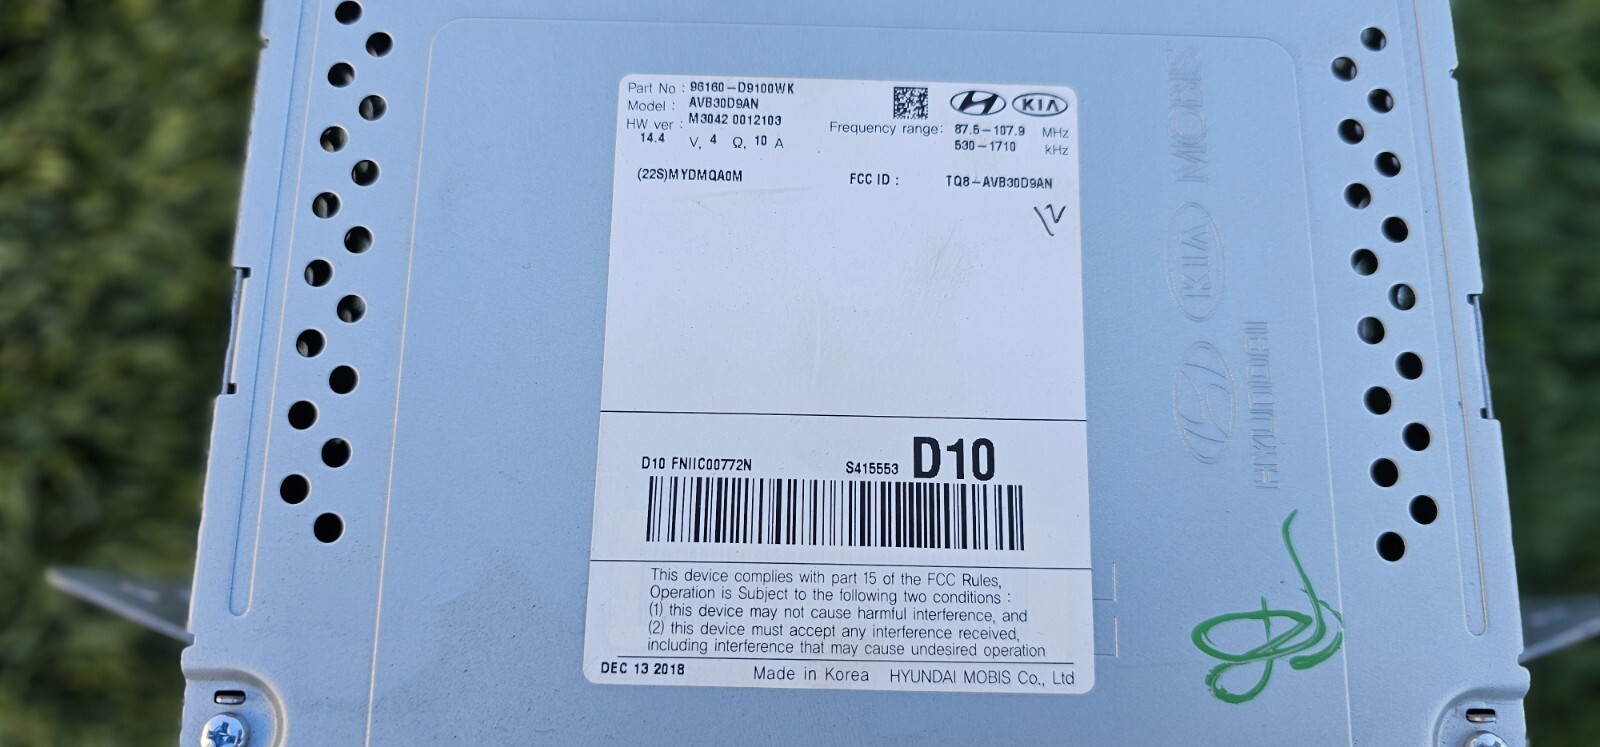 Part No : 96160-D9100WK
Model : AVB30D9AN
HW ver : M3042 0012103
14.4 V, 4 Ω, 10 A
KIA
Frequency range: 87.5-107.9 MHz
530-1710 kHz
(22S)MYDMQA0M
FCC ID : TQ8-AVB30D9AN
12
D10 FNIIC00772N S415553 D10
This device complies with part 15 of the FCC Rules,
Operation is Subject to the following two conditions :
(1) this device may not cause harmful interference, and
(2) this device must accept any interference received,
including interference that may cause undesired operation
DEC 13 2018 Made in Korea HYUNDAI MOBIS Co., Ltd
MOBIS
KIA
HYUNDAI